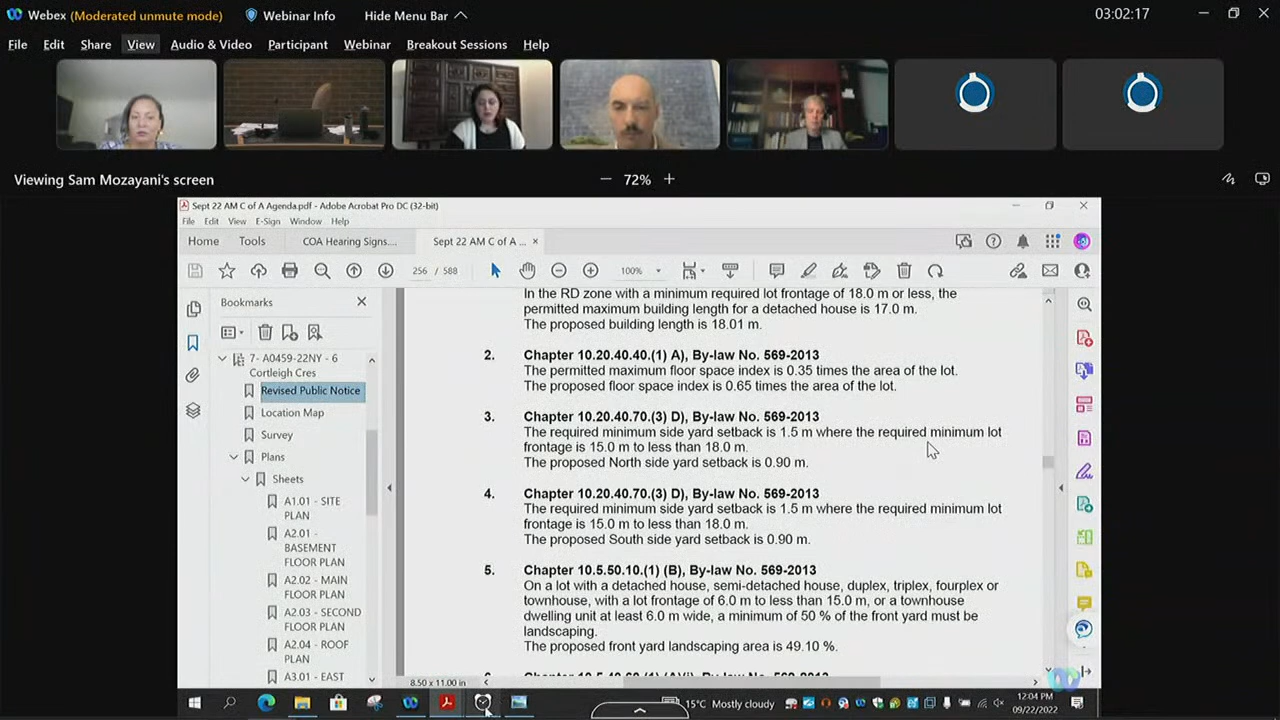 Webex (Moderated unmute mode) Webinar Info Hide Menu Bar 03:02:17
File Edit Share View Audio & Video Participant Webinar Breakout Sessions Help
Viewing Sam Mozayani's screen 72%
Sept 22 AM C of A Agenda.pdf - Adobe Acrobat Pro DC (32-bit)
File Edit View E-Sign Window Help
Home Tools COA Hearing Signs.... Sept 22 AM C of A ...
256 / 588 100%
Bookmarks
7- A0459-22NY - 6
Cortleigh Cres
Revised Public Notice
Location Map
Survey
Plans
Sheets
A1.01 - SITE
PLAN
A2.01 -
BASEMENT
FLOOR PLAN
A2.02 - MAIN
FLOOR PLAN
A2.03 - SECOND
FLOOR PLAN
A2.04 - ROOF
PLAN
A3.01 - EAST
In the RD zone with a minimum required lot frontage of 18.0 m or less, the
permitted maximum building length for a detached house is 17.0 m.
The proposed building length is 18.01 m.
2. Chapter 10.20.40.40.(1) A), By-law No. 569-2013
The permitted maximum floor space index is 0.35 times the area of the lot.
The proposed floor space index is 0.65 times the area of the lot.
3. Chapter 10.20.40.70.(3) D), By-law No. 569-2013
The required minimum side yard setback is 1.5 m where the required minimum lot
frontage is 15.0 m to less than 18.0 m.
The proposed North side yard setback is 0.90 m.
4. Chapter 10.20.40.70.(3) D), By-law No. 569-2013
The required minimum side yard setback is 1.5 m where the required minimum lot
frontage is 15.0 m to less than 18.0 m.
The proposed South side yard setback is 0.90 m.
5. Chapter 10.5.50.10.(1) (B), By-law No. 569-2013
On a lot with a detached house, semi-detached house, duplex, triplex, fourplex or
townhouse, with a lot frontage of 6.0 m to less than 15.0 m, or a townhouse
dwelling unit at least 6.0 m wide, a minimum of 50 % of the front yard must be
landscaping.
The proposed front yard landscaping area is 49.10 %.
8.50 x 11.00 in
15°C Mostly cloudy
12:04 PM
09/22/2022